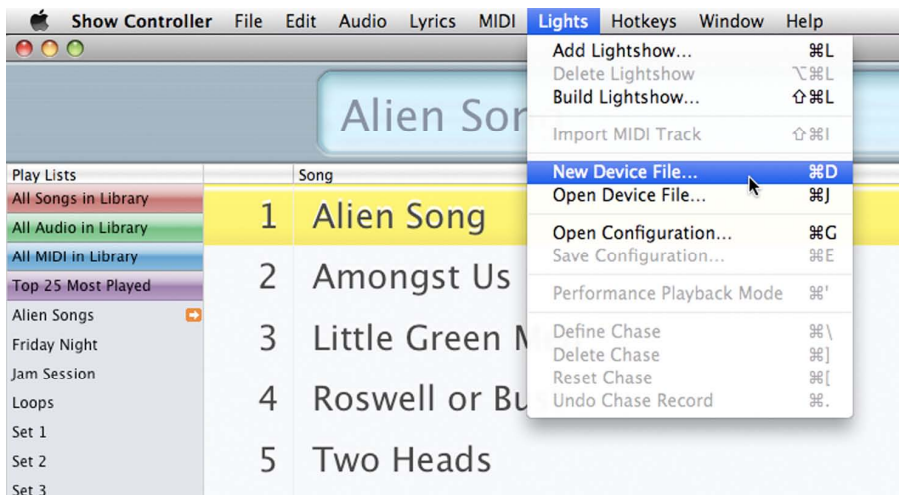 Show Controller File Edit Audio Lyrics MIDI Lights Hotkeys Window Help
Alien Sor
Add Lightshow... ⌘L
Delete Lightshow ⌥⌘L
Build Lightshow... ⇧⌘L
Import MIDI Track ⇧⌘I
New Device File... ⌘D
Open Device File... ⌘J
Open Configuration... ⌘G
Save Configuration... ⌘E
Performance Playback Mode ⌘'
Define Chase ⌘\
Delete Chase ⌘]
Reset Chase ⌘[
Undo Chase Record ⌘.
Play Lists
All Songs in Library
All Audio in Library
All MIDI in Library
Top 25 Most Played
Alien Songs
Friday Night
Jam Session
Loops
Set 1
Set 2
Set 3
Song
1 Alien Song
2 Amongst Us
3 Little Green
4 Roswell or
5 Two Heads